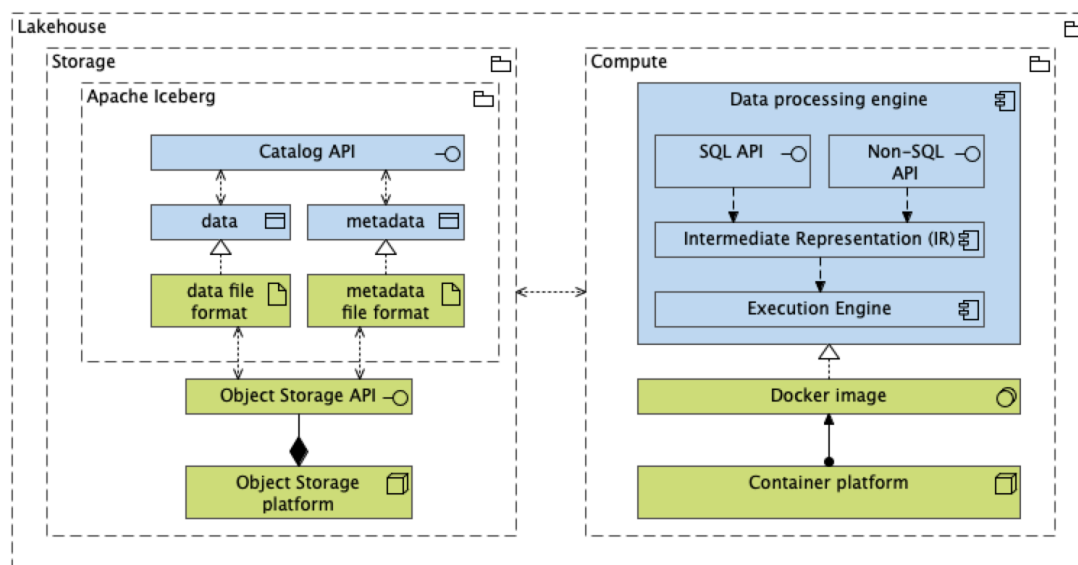 Lakehouse
Storage
Apache Iceberg
Catalog API
data
metadata
data file
format
metadata
file format
Object Storage API
Object Storage
platform
Compute
Data processing engine
SQL API
Non-SQL
API
Intermediate Representation (IR)
Execution Engine
Docker image
Container platform